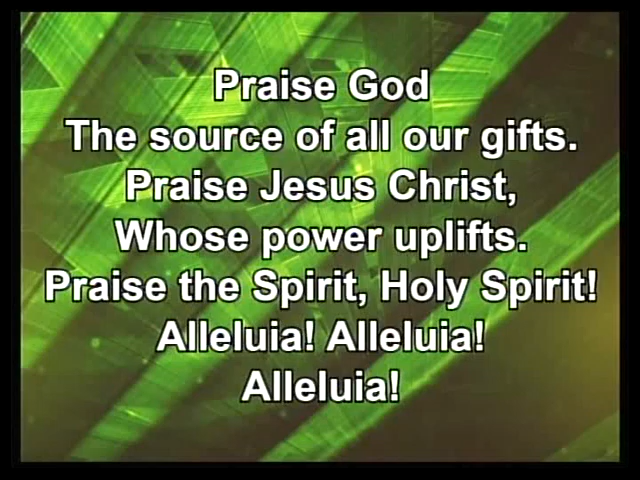 Praise God
The source of all our gifts.
Praise Jesus Christ,
Whose power uplifts.
Praise the Spirit, Holy Spirit!
Alleluia! Alleluia!
Alleluia!